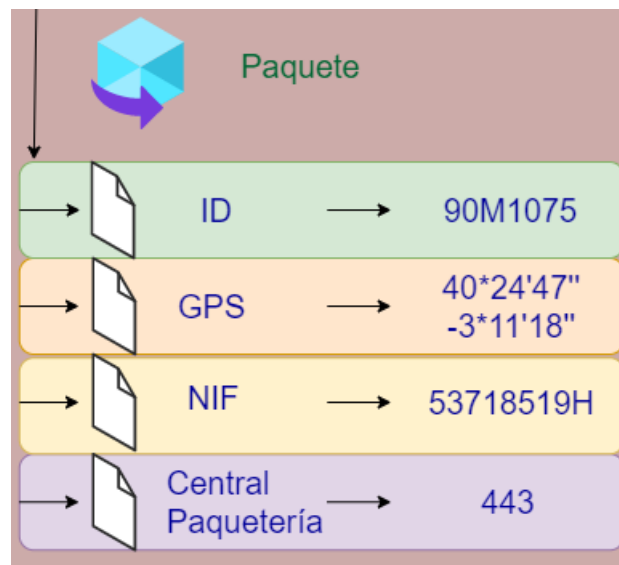 Paquete
ID 90M1075
GPS 40*24'47"
-3*11'18"
NIF 53718519H
Central
Paquetería 443